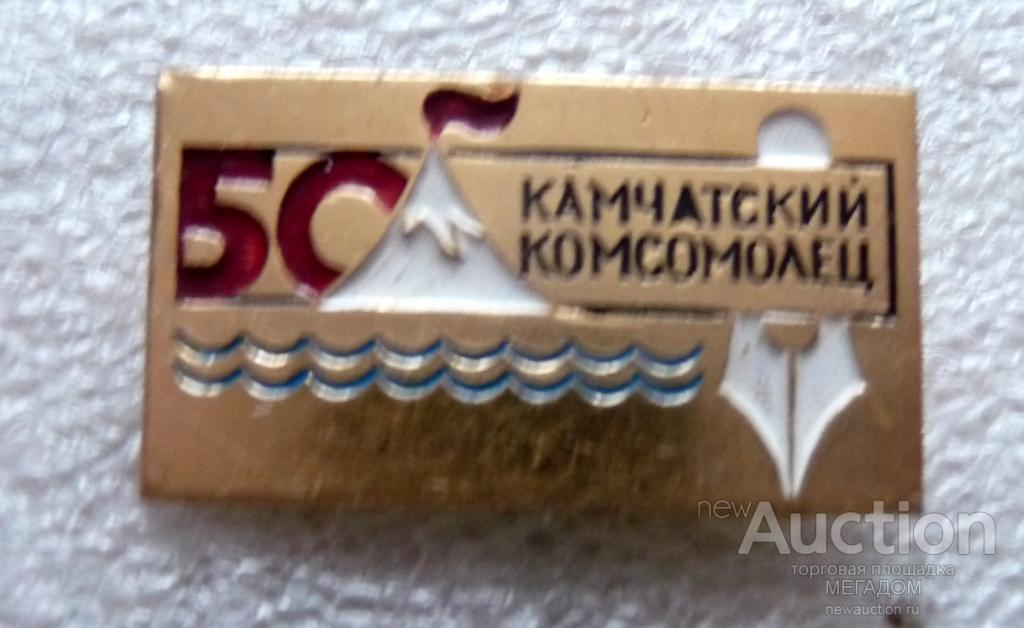 50 КАМЧАТСКИЙ
КОМСОМОЛЕЦ
newAuction
торговая площадка
МЕГАДОМ
newauction.ru